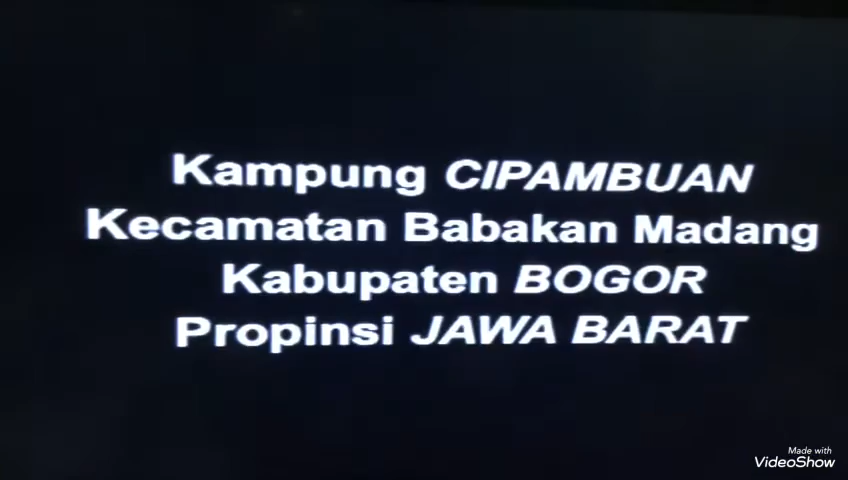 Kampung CIPAMBUAN
Kecamatan Babakan Madang
Kabupaten BOGOR
Propinsi JAWA BARAT
Made with
VideoShow